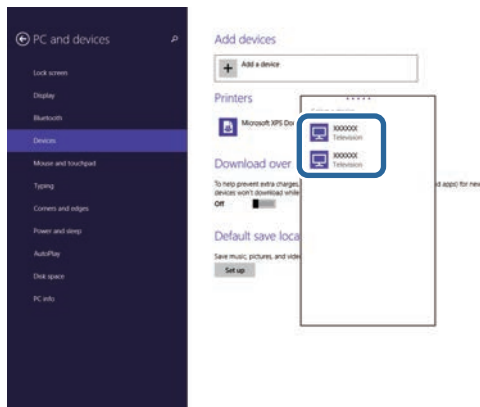 PC and devices
Lock screen
Display
Bluetooth
Devices
Mouse and touchpad
Typing
Corners and edges
Power and sleep
AutoPlay
Disk space
PC info
Add devices
Add a device
Printers
Microsoft XPS Doc
Download over
To help prevent extra charges,
d apps) for new
devices won't download while
Off
Default save loca
Save music, pictures, and vide
Set up
XXXXXX
Television
XXXXXX
Television